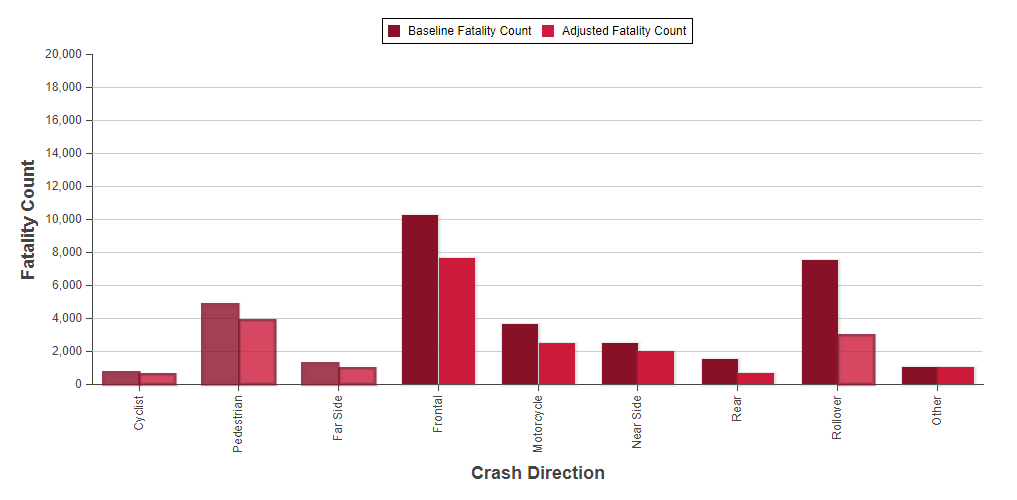 Baseline Fatality Count Adjusted Fatality Count
20,000
18,000
16,000
14,000
12,000
10,000
8,000
6,000
4,000
2,000
0
Fatality Count
Cyclist
Pedestrian
Far Side
Frontal
Motorcycle
Near Side
Rear
Rollover
Other
Crash Direction